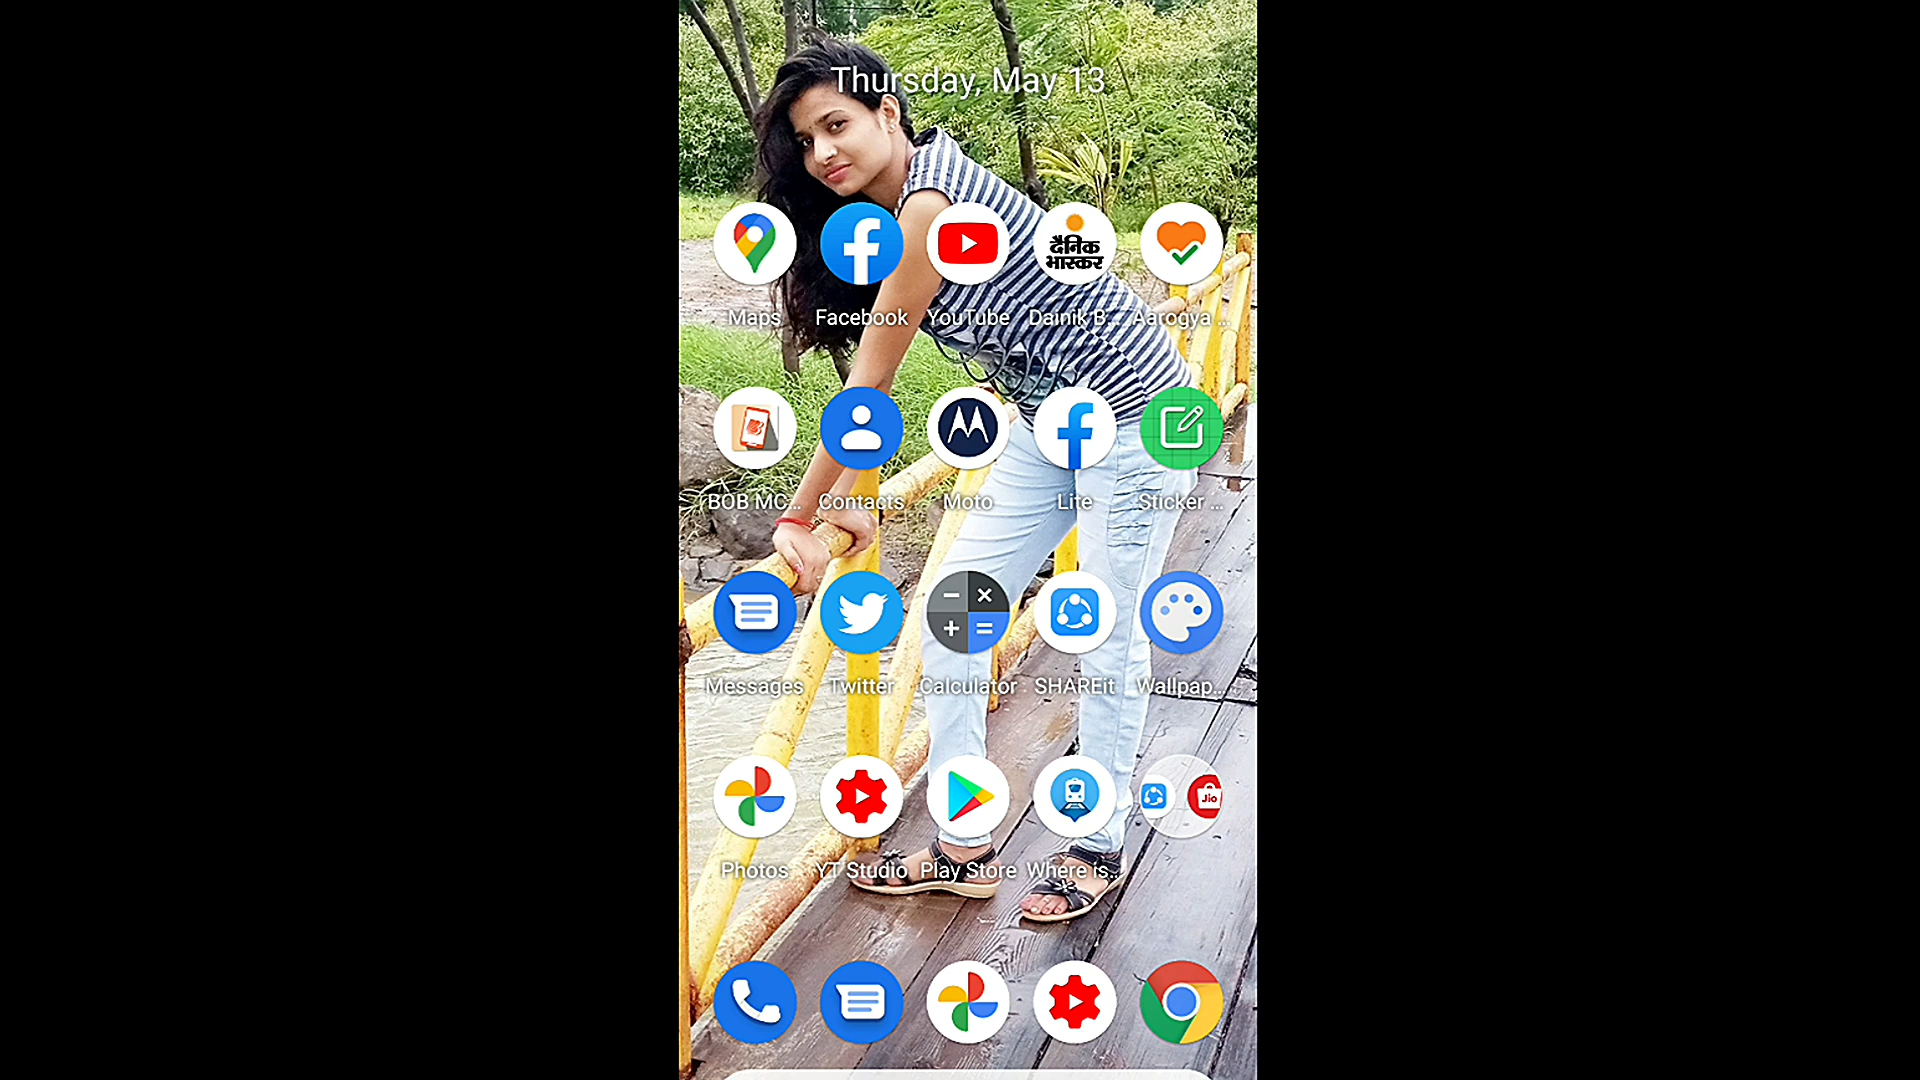 Thursday, May 13
दैनिक
भास्कर
Maps Facebook YouTube Dainik B... Aarogya ...
BOB MC... Contacts Moto Lite Sticker ...
Messages Twitter Calculator SHAREit Wallpap...
Jio
Photos YT Studio Play Store Where is...